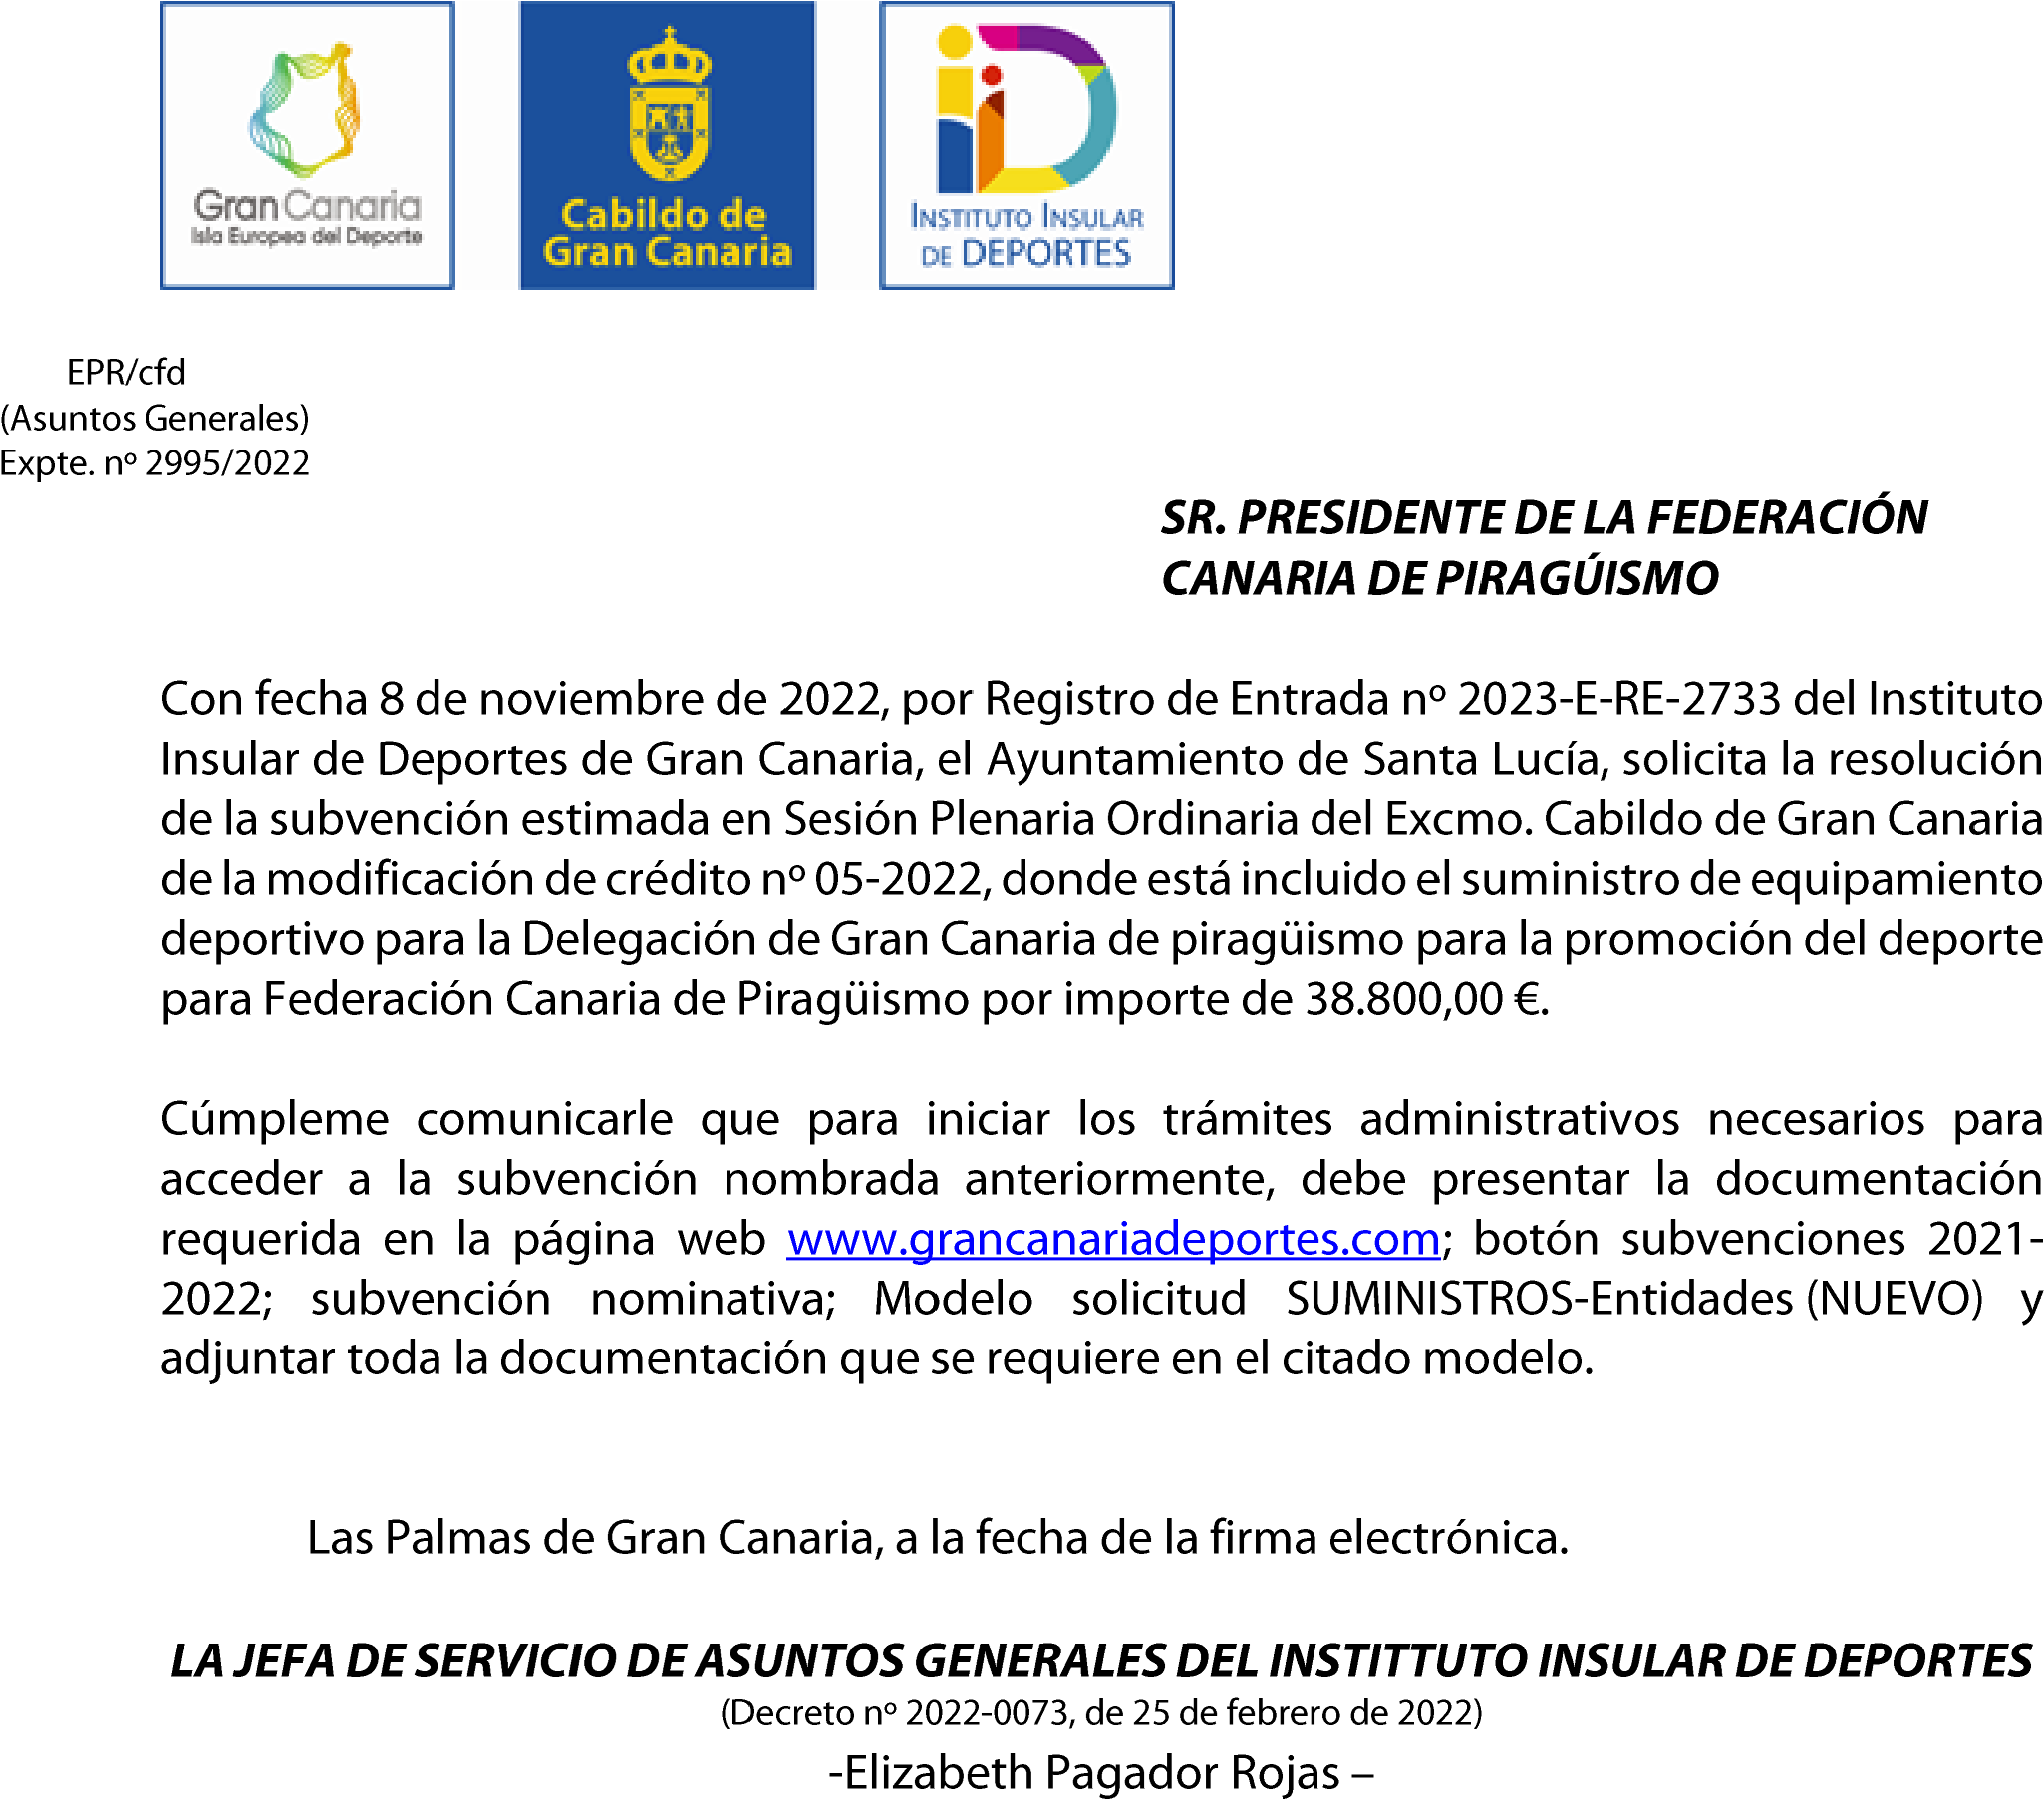 Gran Canaria
Isla Europea del Deporte
Cabildo de
Gran Canaria
INSTITUTO INSULAR
DE DEPORTES
EPR/cfd
(Asuntos Generales)
Expte. nº 2995/2022
SR. PRESIDENTE DE LA FEDERACIÓN
CANARIA DE PIRAGÚISMO
Con fecha 8 de noviembre de 2022, por Registro de Entrada nº 2023-E-RE-2733 del Instituto
Insular de Deportes de Gran Canaria, el Ayuntamiento de Santa Lucía, solicita la resolución
de la subvención estimada en Sesión Plenaria Ordinaria del Excmo. Cabildo de Gran Canaria
de la modificación de crédito nº 05-2022, donde está incluido el suministro de equipamiento
deportivo para la Delegación de Gran Canaria de piragüismo para la promoción del deporte
para Federación Canaria de Piragüismo por importe de 38.800,00 €.
Cúmpleme comunicarle que para iniciar los trámites administrativos necesarios para
acceder a la subvención nombrada anteriormente, debe presentar la documentación
requerida en la página web www.grancanariadeportes.com; botón subvenciones 2021-
2022; subvención nominativa; Modelo solicitud SUMINISTROS-Entidades (NUEVO) y
adjuntar toda la documentación que se requiere en el citado modelo.
Las Palmas de Gran Canaria, a la fecha de la firma electrónica.
LA JEFA DE SERVICIO DE ASUNTOS GENERALES DEL INSTITTUTO INSULAR DE DEPORTES
(Decreto nº 2022-0073, de 25 de febrero de 2022)
-Elizabeth Pagador Rojas –